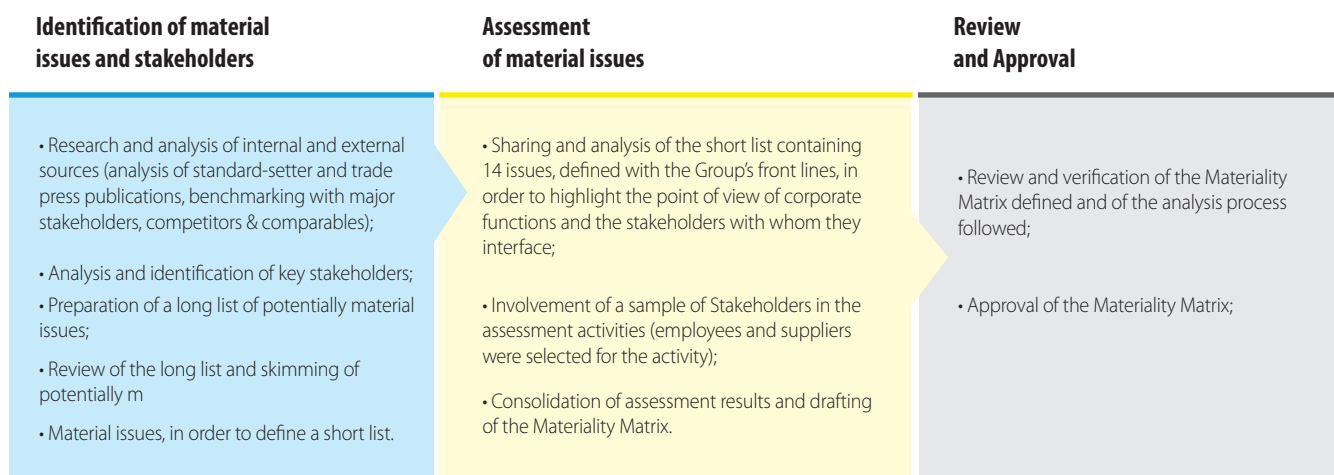 Identification of material
issues and stakeholders
• Research and analysis of internal and external
sources (analysis of standard-setter and trade
press publications, benchmarking with major
stakeholders, competitors & comparables);
• Analysis and identification of key stakeholders;
• Preparation of a long list of potentially material
issues;
• Review of the long list and skimming of
potentially m
• Material issues, in order to define a short list.
Assessment
of material issues
• Sharing and analysis of the short list containing
14 issues, defined with the Group's front lines, in
order to highlight the point of view of corporate
functions and the stakeholders with whom they
interface;
• Involvement of a sample of Stakeholders in the
assessment activities (employees and suppliers
were selected for the activity);
• Consolidation of assessment results and drafting
of the Materiality Matrix.
Review
and Approval
• Review and verification of the Materiality
Matrix defined and of the analysis process
followed;
• Approval of the Materiality Matrix;